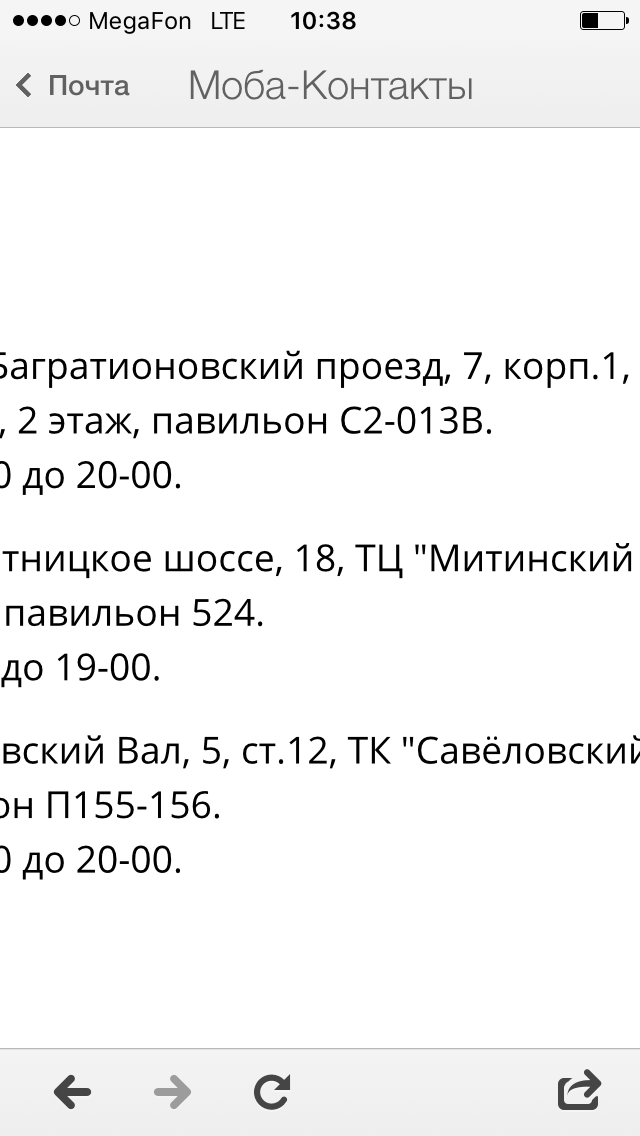 MegaFon LTE 10:38
Почта Моба-Контакты
Багратионовский проезд, 7, корп.1,
, 2 этаж, павильон С2-013В.
0 до 20-00.
тницкое шоссе, 18, ТЦ "Митинский
павильон 524.
до 19-00.
вский Вал, 5, ст.12, ТК "Савёловский
он П155-156.
0 до 20-00.